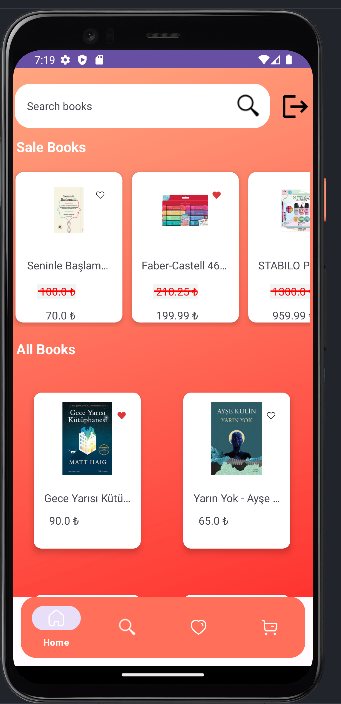 7:19
Search books
Sale Books
Seninle Başlam...
Faber-Castell 46...
STABILO P
100.0 ₺
210.25 ₺
1300.0
70.0 ₺
199.99 ₺
959.99
All Books
Gece Yarısı
Kütüphanesi
MATT HAIG
AYŞE KULİN
YARIN YOK
Gece Yarısı Kütü...
Yarın Yok - Ayşe ...
90.0 ₺
65.0 ₺
Home